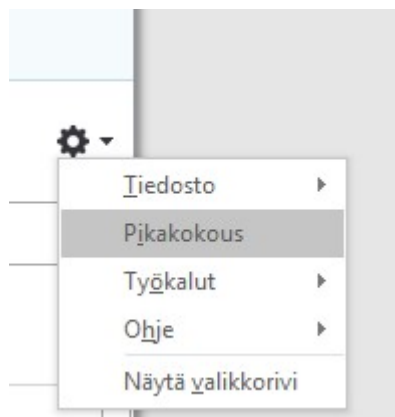 Tiedosto
Pikakokous
Työkalut
Ohje
Näytä valikkorivi